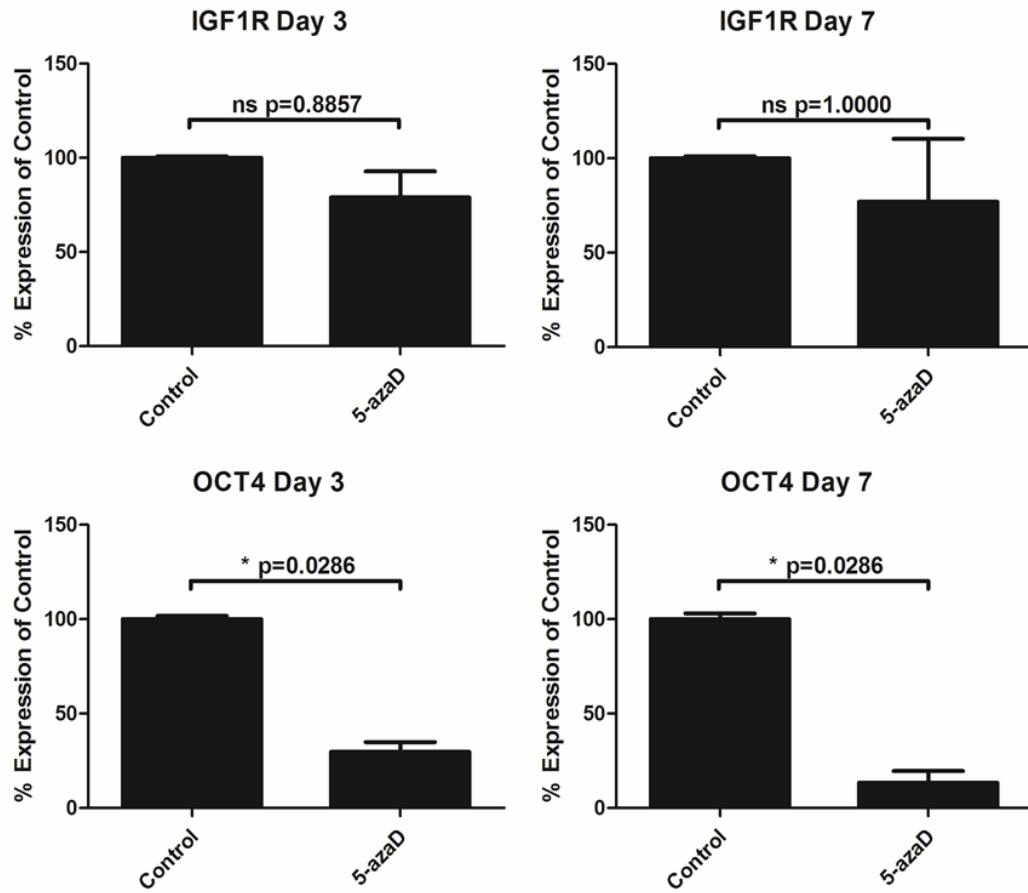 IGF1R Day 3
150
100
50
0
% Expression of Control
ns p=0.8857
Control
5-azaD
IGF1R Day 7
150
100
50
0
% Expression of Control
ns p=1.0000
Control
5-azaD
OCT4 Day 3
150
100
50
0
% Expression of Control
* p=0.0286
Control
5-azaD
OCT4 Day 7
150
100
50
0
% Expression of Control
* p=0.0286
Control
5-azaD